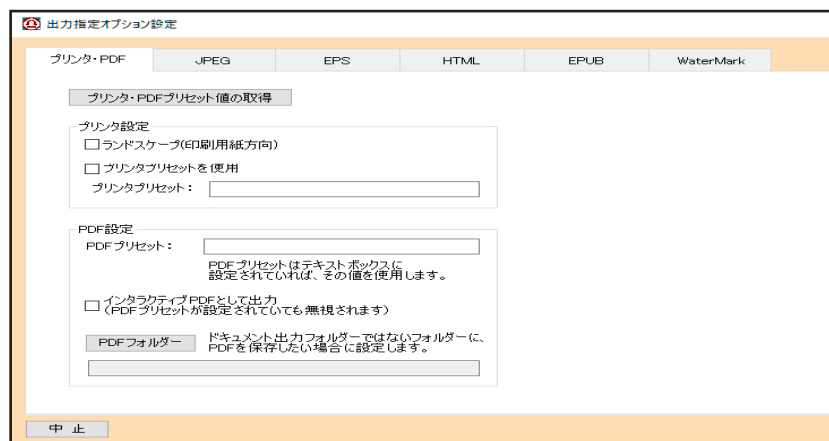 出力指定オプション設定
プリンタ・PDF JPEG EPS HTML EPUB WaterMark
プリンタ・PDFプリセット値の取得
プリンタ設定
ランドスケープ(印刷用紙方向)
プリンタプリセットを使用
プリンタプリセット：
PDF設定
PDFプリセット：
PDFプリセットはテキストボックスに
設定されていれば、その値を使用します。
インタラクティブPDFとして出力
(PDFプリセットが設定されていても無視されます)
PDFフォルダー
ドキュメント出力フォルダーではないフォルダーに、
PDFを保存したい場合に設定します。
中 止